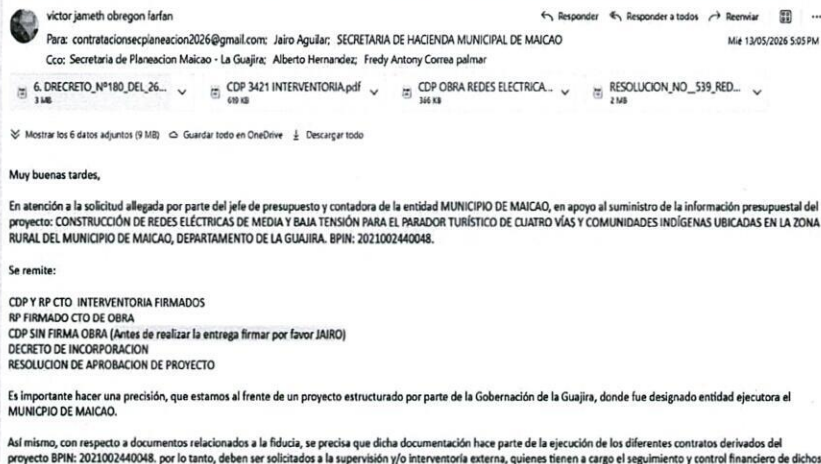 victor jameth obregon farfan
Responder Responder a todos Reenviar
Para: contratacionsecplaneacion2026@gmail.com; Jairo Aguilar; SECRETARIA DE HACIENDA MUNICIPAL DE MAICAO
Mié 13/05/2026 5:05 PM
Cco: Secretaria de Planeacion Maicao - La Guajira; Alberto Hernandez; Fredy Antony Correa palmar
6. DRECRETO_Nº180_DEL_26...
3 MB
CDP 3421 INTERVENTORIA.pdf
619 KB
CDP OBRA REDES ELECTRICA...
366 KB
RESOLUCION_NO__539_RED...
2 MB
Mostrar los 6 datos adjuntos (9 MB) Guardar todo en OneDrive Descargar todo
Muy buenas tardes,
En atención a la solicitud allegada por parte del jefe de presupuesto y contadora de la entidad MUNICIPIO DE MAICAO, en apoyo al suministro de la información presupuestal del
proyecto: CONSTRUCCIÓN DE REDES ELÉCTRICAS DE MEDIA Y BAJA TENSIÓN PARA EL PARADOR TURÍSTICO DE CUATRO VÍAS Y COMUNIDADES INDÍGENAS UBICADAS EN LA ZONA
RURAL DEL MUNICIPIO DE MAICAO, DEPARTAMENTO DE LA GUAJIRA. BPIN: 2021002440048.
Se remite:
CDP Y RP CTO INTERVENTORIA FIRMADOS
RP FIRMADO CTO DE OBRA
CDP SIN FIRMA OBRA (Antes de realizar la entrega firmar por favor JAIRO)
DECRETO DE INCORPORACION
RESOLUCION DE APROBACION DE PROYECTO
Es importante hacer una precisión, que estamos al frente de un proyecto estructurado por parte de la Gobernación de la Guajira, donde fue designado entidad ejecutora el
MUNICPIO DE MAICAO.
Así mismo, con respecto a documentos relacionados a la fiducia, se precisa que dicha documentación hace parte de la ejecución de los diferentes contratos derivados del
proyecto BPIN: 2021002440048. por lo tanto, deben ser solicitados a la supervisión y/o interventoría externa, quienes tienen a cargo el seguimiento y control financiero de dichos